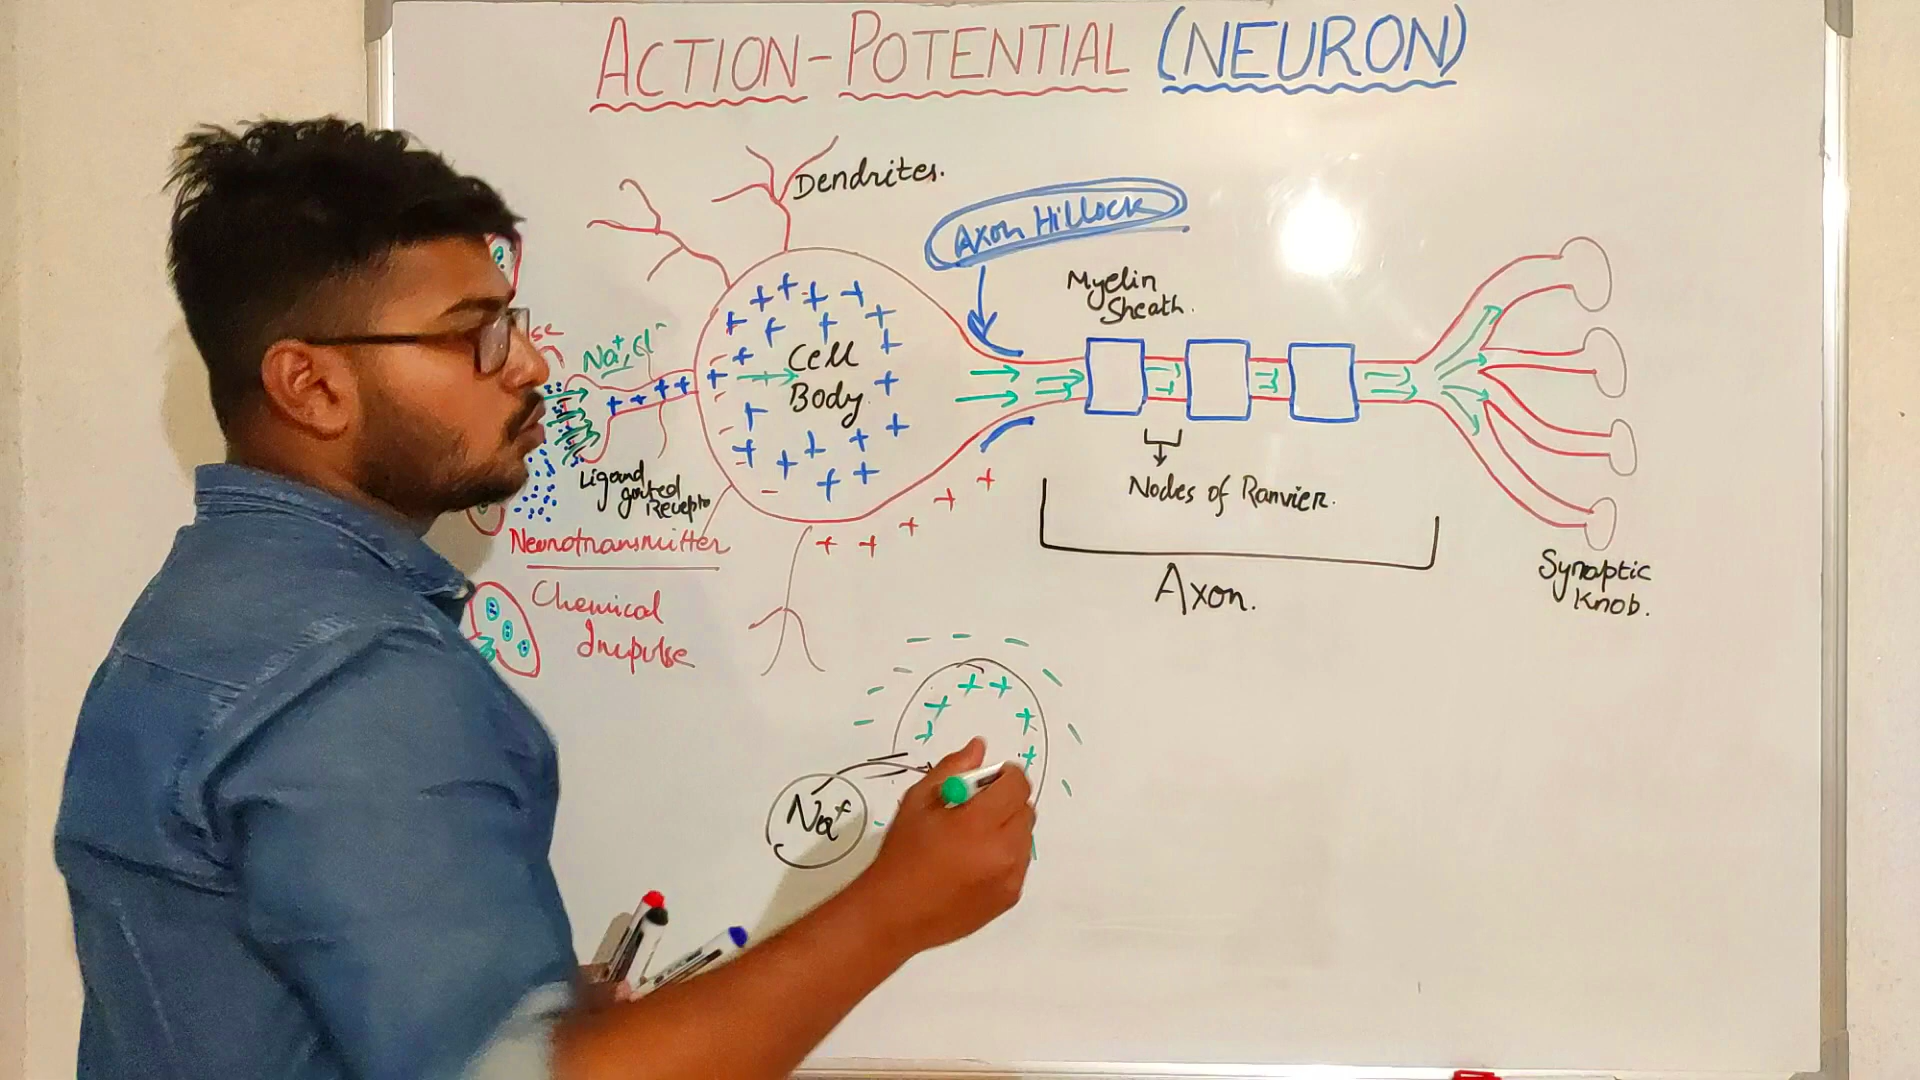 ACTION-POTENTIAL (NEURON)
Dendrites.
Axon Hillock
Myelin
Sheath.
Na+, Cl-
Cell
Body
Ligand
gated
Nodes of Ranvier.
Neurotransmitter
Chemical
Impulse
Axon.
Synaptic
Knob.
Na+